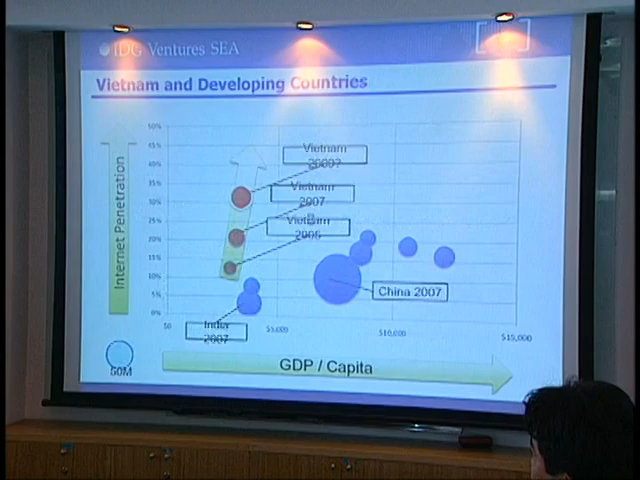 IDG Ventures SEA
Vietnam and Developing Countries
Internet Penetration
50%
45%
40%
35%
30%
25%
20%
15%
10%
5%
0%
Vietnam
2009?
Vietnam
2007
Vietnam
2006
China 2007
India
2007
$0
$5,000
$10,000
$15,000
50M
GDP / Capita